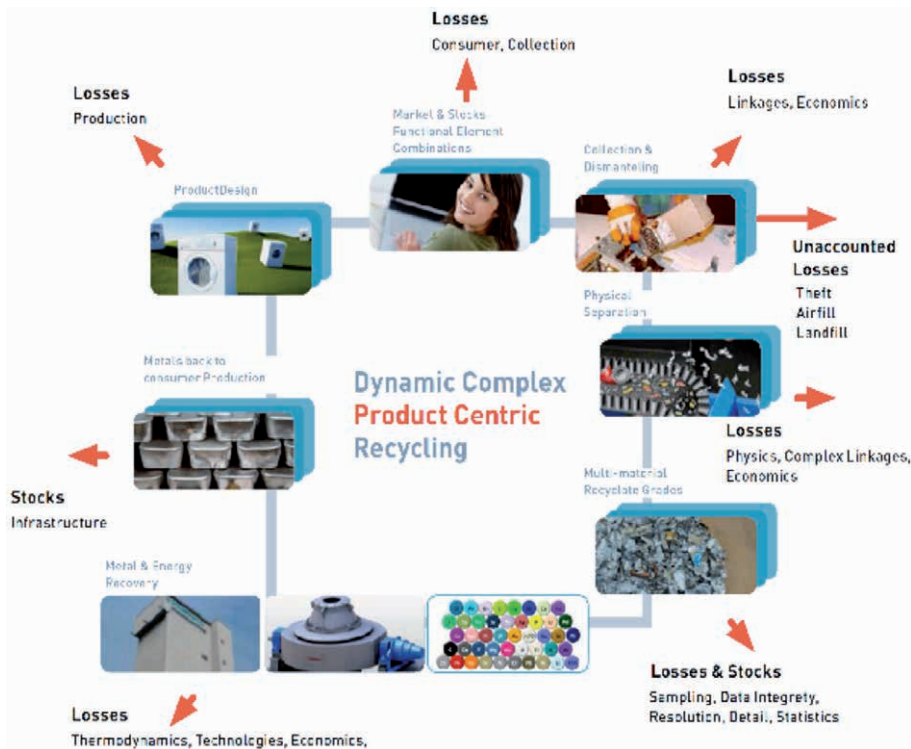 Losses
Consumer, Collection
Losses
Linkages, Economics
Losses
Production
Market & Stocks
Functional Element
Combinations
Collection &
Dismanteling
ProductDesign
Unaccounted
Losses
Theft
Airfill
Landfill
Physical
Separation
Metals back to
consumer Production
Dynamic Complex
Product Centric
Recycling
Losses
Physics, Complex Linkages,
Economics
Multi-material
Recyclate Grades
Stocks
Infrastructure
Metal & Energy
Recovery
Losses & Stocks
Sampling, Data Integrety,
Resolution, Detail, Statistics
Losses
Thermodynamics, Technologies, Economics,